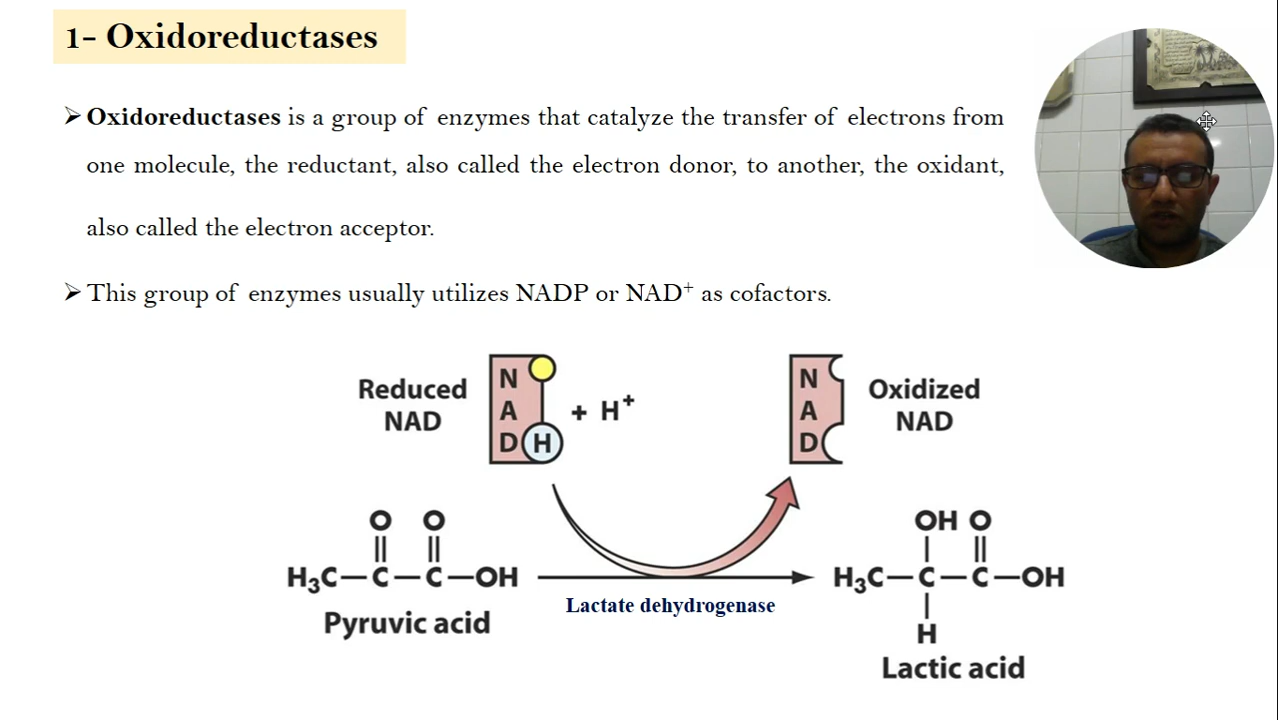 1- Oxidoreductases
➢ Oxidoreductases is a group of enzymes that catalyze the transfer of electrons from
one molecule, the reductant, also called the electron donor, to another, the oxidant,
also called the electron acceptor.
➢ This group of enzymes usually utilizes NADP or NAD⁺ as cofactors.
Reduced
NAD
N
A
D H
+ H⁺
N
A
D
Oxidized
NAD
O O
H₃C—C—C—OH
Pyruvic acid
Lactate dehydrogenase
OH O
H₃C—C—C—OH
H
Lactic acid